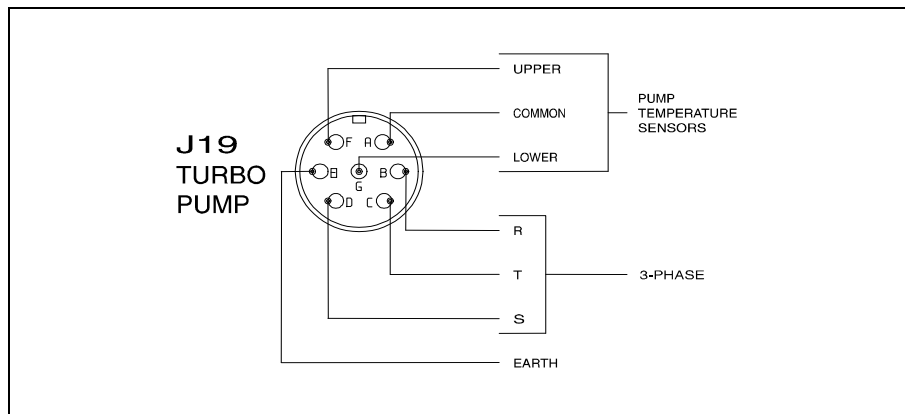 J19
TURBO
PUMP
F A
E G B
D C
UPPER
COMMON
LOWER
PUMP
TEMPERATURE
SENSORS
R
T
S
3-PHASE
EARTH